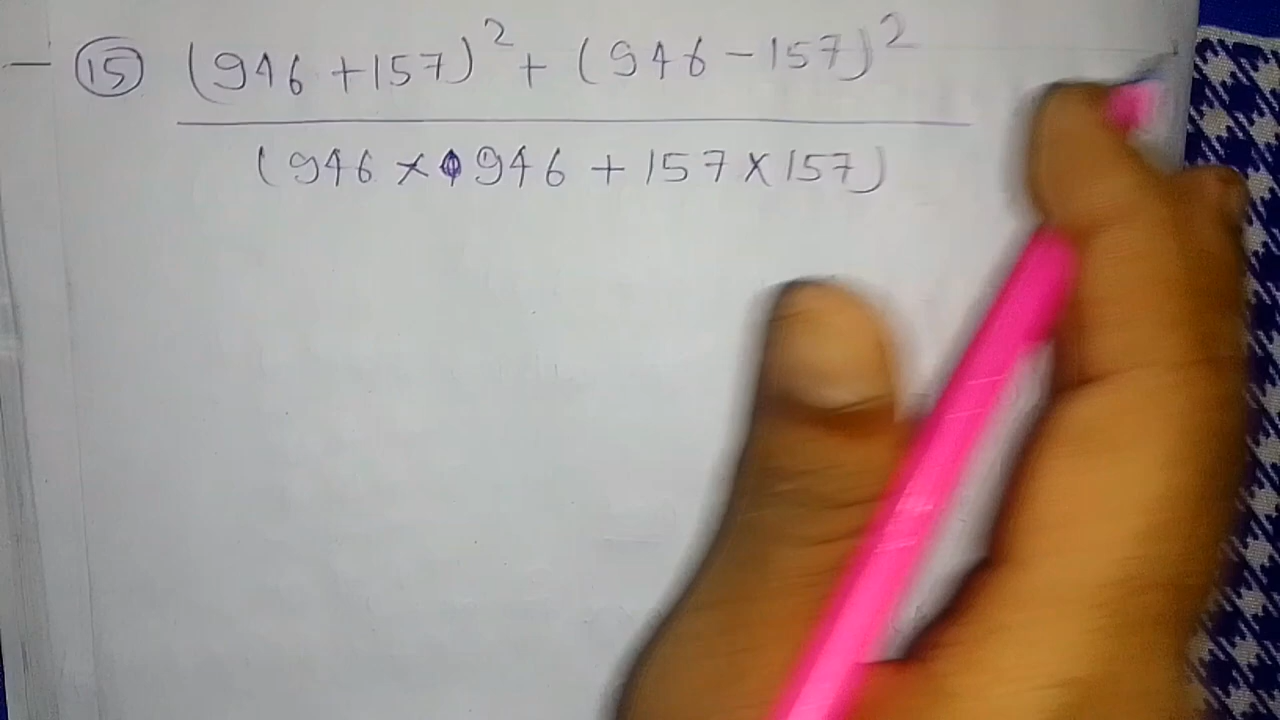 15 (946 + 157)² + (946 - 157)²
(946 × 946 + 157 × 157)